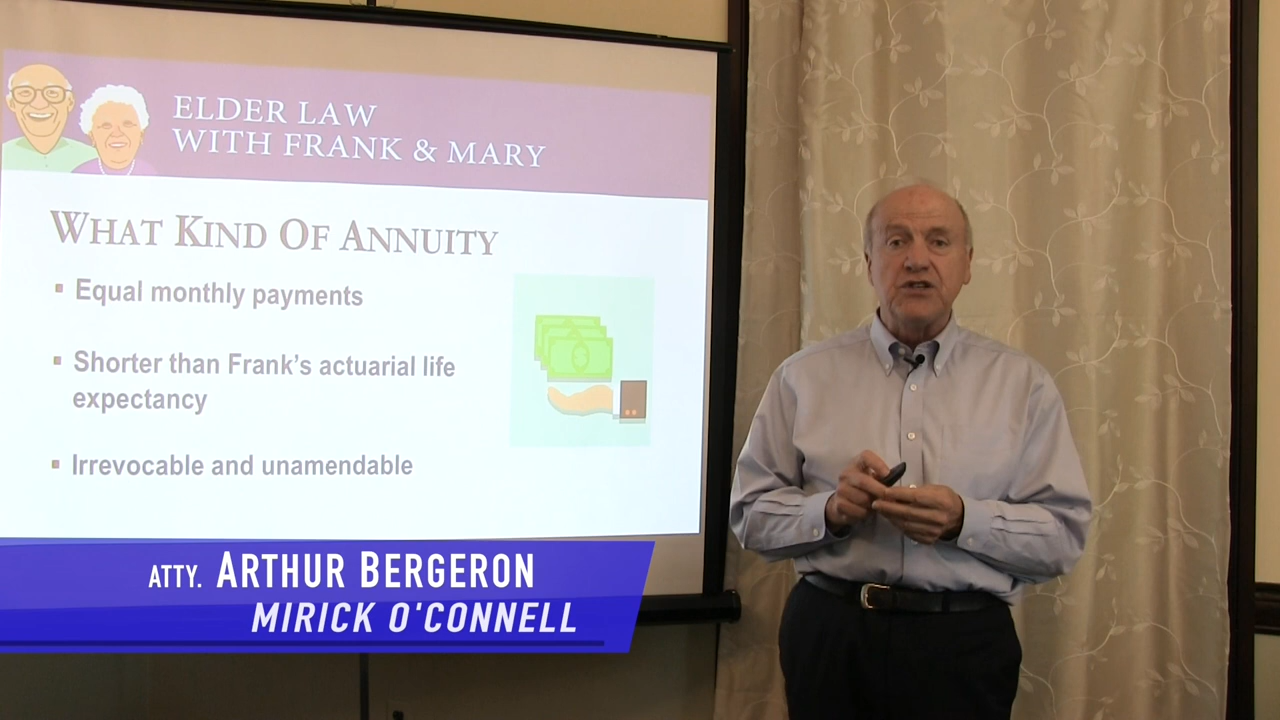 ELDER LAW
WITH FRANK & MARY
WHAT KIND OF ANNUITY
▪ Equal monthly payments
▪ Shorter than Frank's actuarial life
expectancy
▪ Irrevocable and unamendable
ATTY. ARTHUR BERGERON
MIRICK O'CONNELL